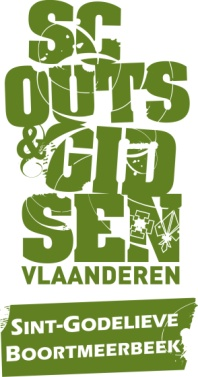 SC
OUTS
& GID
SEN
VLAANDEREN
SINT-GODELIEVE
BOORTMEERBEEK